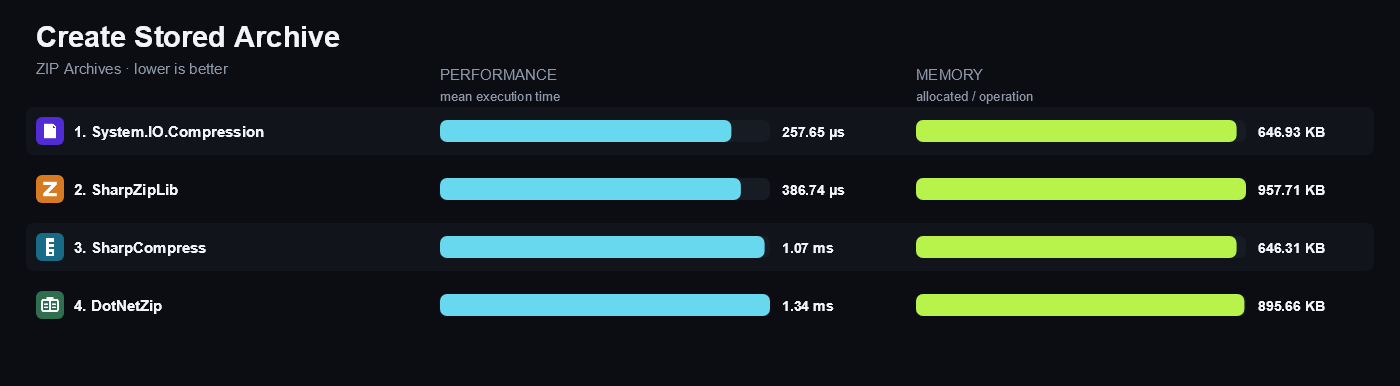 Create Stored Archive
ZIP Archives · lower is better
PERFORMANCE
mean execution time
MEMORY
allocated / operation
1. System.IO.Compression 257.65 µs 646.93 KB
Z 2. SharpZipLib 386.74 µs 957.71 KB
3. SharpCompress 1.07 ms 646.31 KB
4. DotNetZip 1.34 ms 895.66 KB